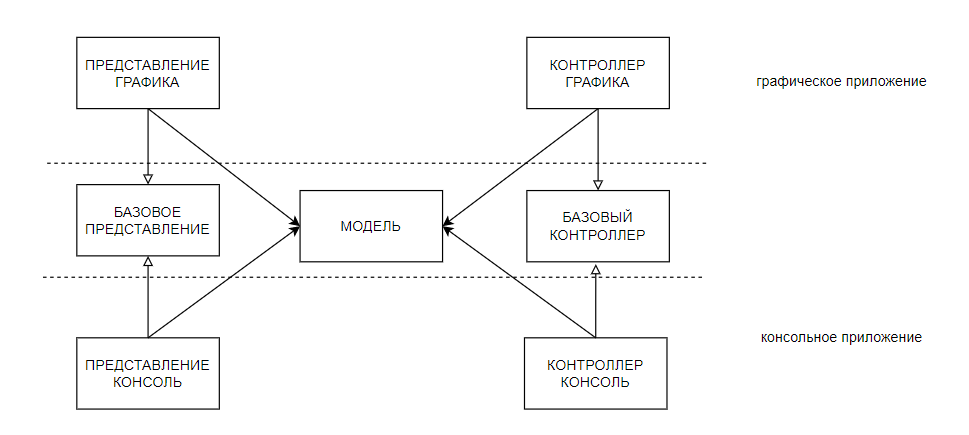 ПРЕДСТАВЛЕНИЕ
ГРАФИКА
КОНТРОЛЛЕР
ГРАФИКА
графическое приложение
БАЗОВОЕ
ПРЕДСТАВЛЕНИЕ
МОДЕЛЬ
БАЗОВЫЙ
КОНТРОЛЛЕР
ПРЕДСТАВЛЕНИЕ
КОНСОЛЬ
КОНТРОЛЛЕР
КОНСОЛЬ
консольное приложение